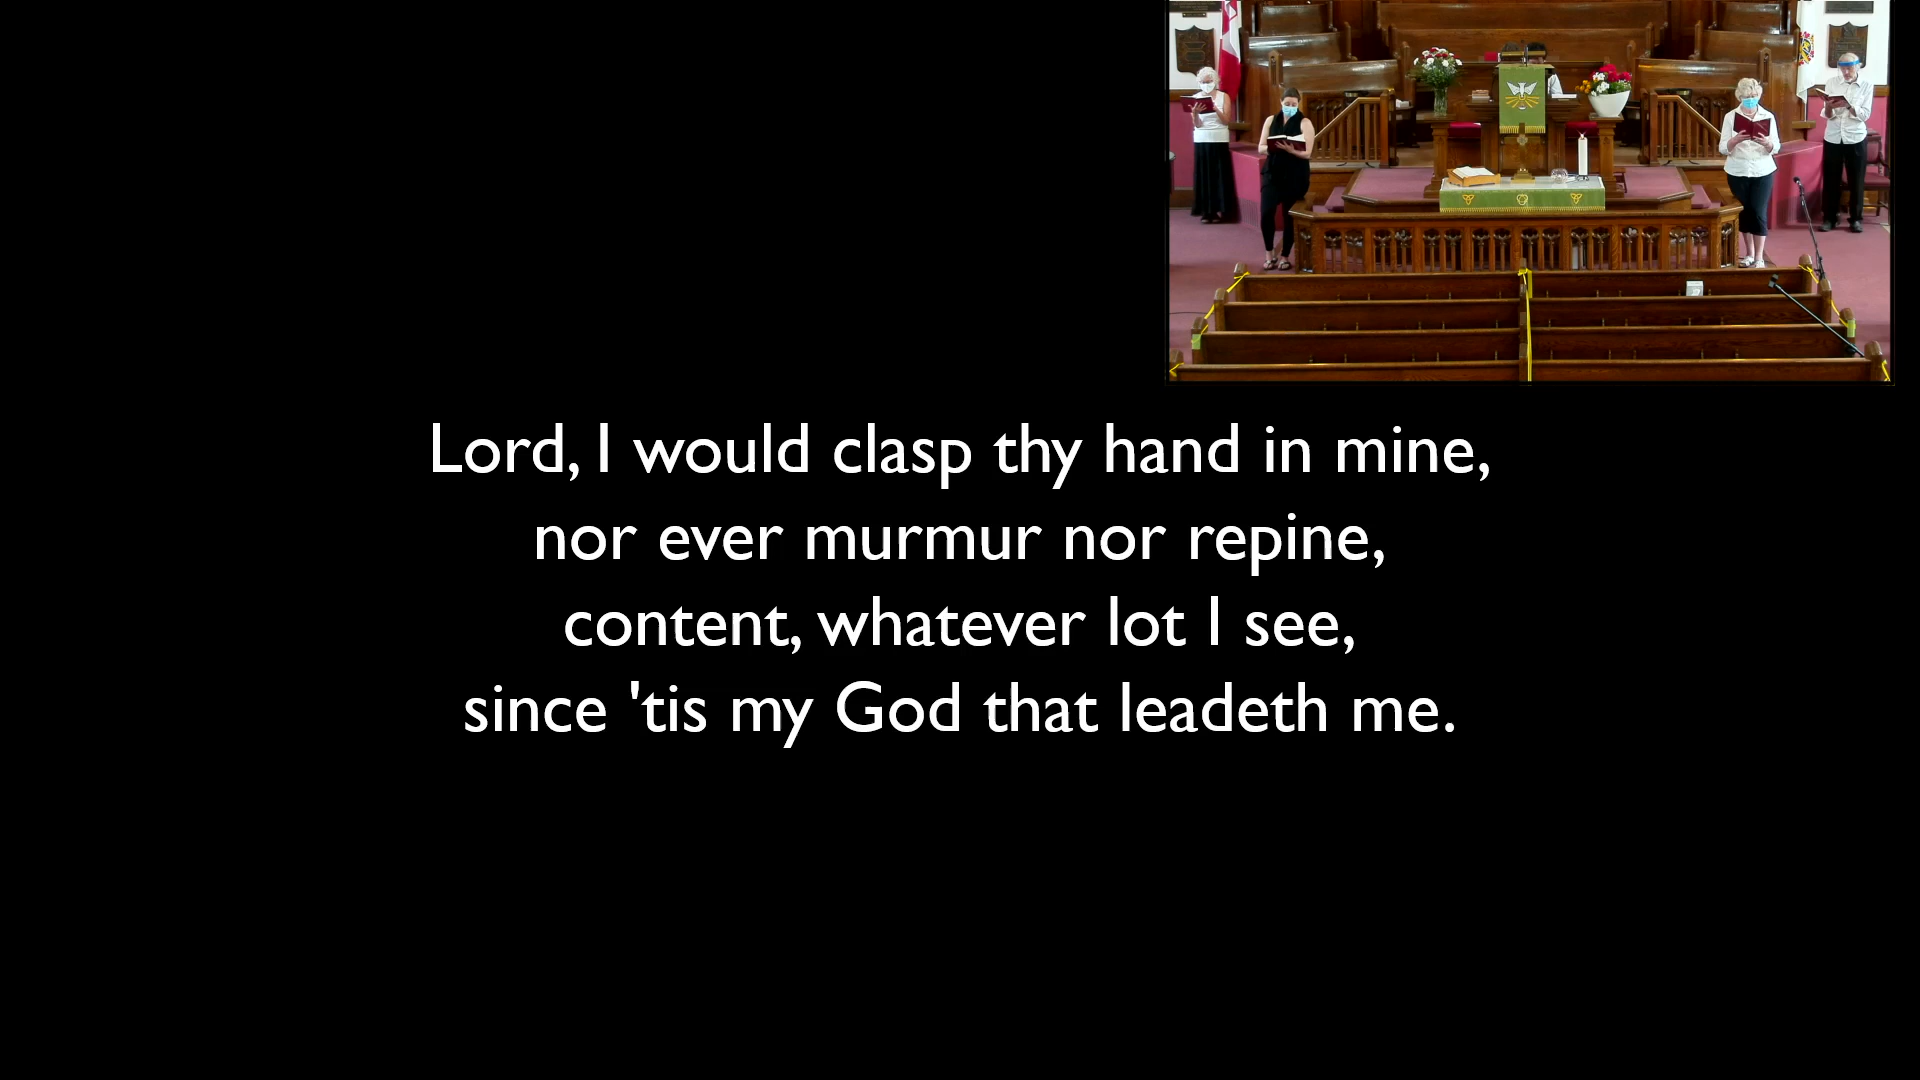 Lord, I would clasp thy hand in mine,
nor ever murmur nor repine,
content, whatever lot I see,
since 'tis my God that leadeth me.